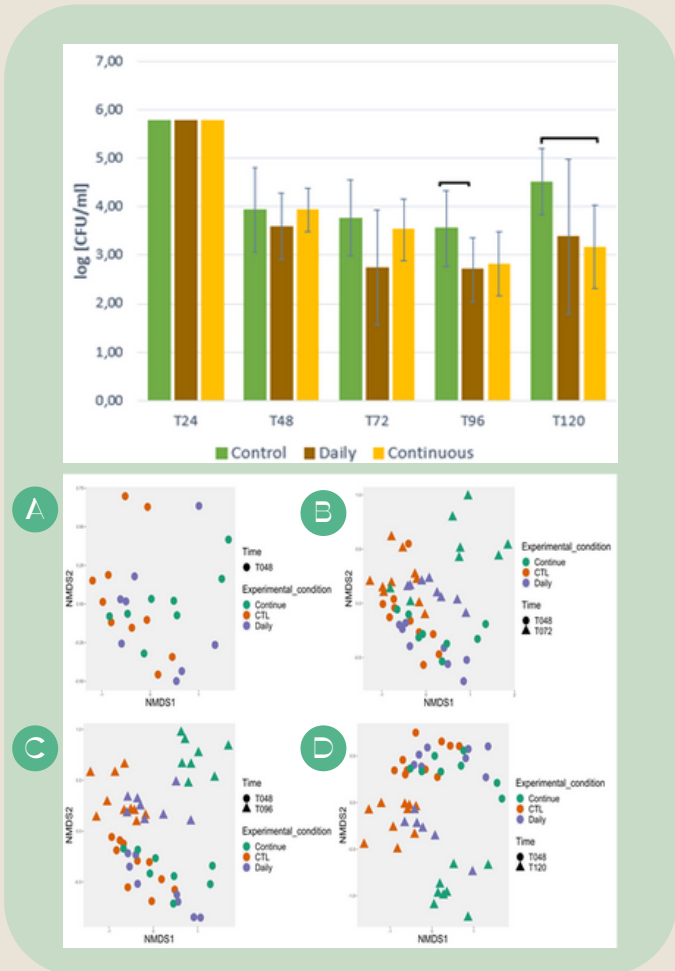 7,00
6,00
5,00
4,00
3,00
2,00
1,00
0,00
log [CFU/ml]
T24 T48 T72 T96 T120
Control Daily Continuous
A
NMDS2
NMDS1
Time
T048
Experimental_condition
Continue
CTL
Daily
B
NMDS2
NMDS1
Experimental_condition
Continue
CTL
Daily
Time
T048
T072
C
NMDS2
NMDS1
Time
T048
T096
Experimental_condition
Continue
CTL
Daily
D
NMDS2
NMDS1
Experimental_condition
Continue
CTL
Daily
Time
T048
T120